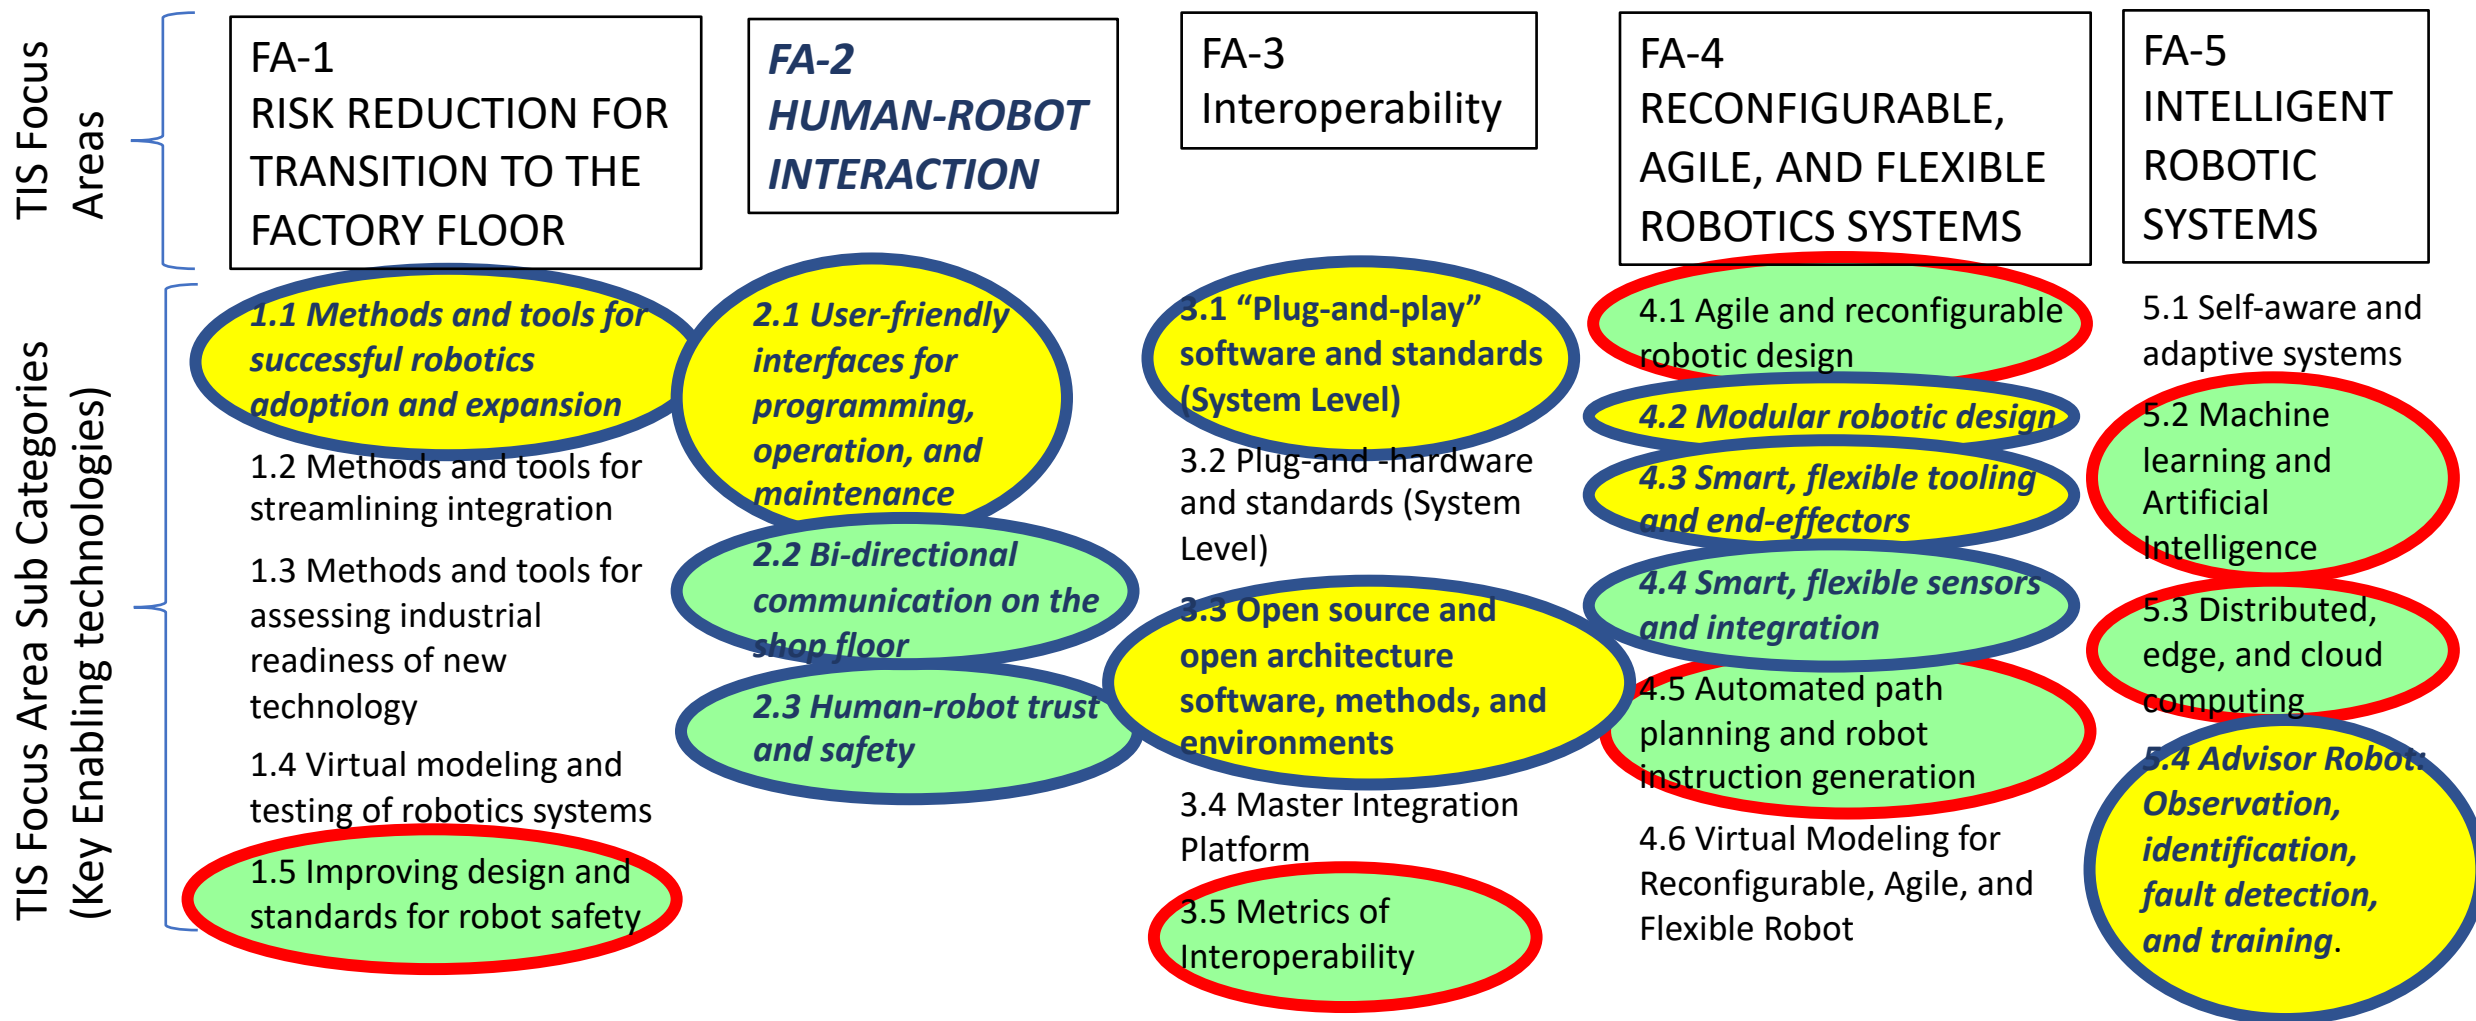 TIS Focus
Areas
FA-1
RISK REDUCTION FOR
TRANSITION TO THE
FACTORY FLOOR
FA-2
HUMAN-ROBOT
INTERACTION
FA-3
Interoperability
FA-4
RECONFIGURABLE,
AGILE, AND FLEXIBLE
ROBOTICS SYSTEMS
FA-5
INTELLIGENT
ROBOTIC
SYSTEMS
TIS Focus Area Sub Categories
(Key Enabling technologies)
1.1 Methods and tools for
successful robotics
adoption and expansion
1.2 Methods and tools for
streamlining integration
1.3 Methods and tools for
assessing industrial
readiness of new
technology
1.4 Virtual modeling and
testing of robotics systems
1.5 Improving design and
standards for robot safety
2.1 User-friendly
interfaces for
programming,
operation, and
maintenance
2.2 Bi-directional
communication on the
shop floor
2.3 Human-robot trust
and safety
3.1 “Plug-and-play”
software and standards
(System Level)
3.2 Plug-and -hardware
and standards (System
Level)
3.3 Open source and
open architecture
software, methods, and
environments
3.4 Master Integration
Platform
3.5 Metrics of
Interoperability
4.1 Agile and reconfigurable
robotic design
4.2 Modular robotic design
4.3 Smart, flexible tooling
and end-effectors
4.4 Smart, flexible sensors
and integration
4.5 Automated path
planning and robot
instruction generation
4.6 Virtual Modeling for
Reconfigurable, Agile, and
Flexible Robot
5.1 Self-aware and
adaptive systems
5.2 Machine
learning and
Artificial
Intelligence
5.3 Distributed,
edge, and cloud
computing
5.4 Advisor Robot:
Observation,
identification,
fault detection,
and training.